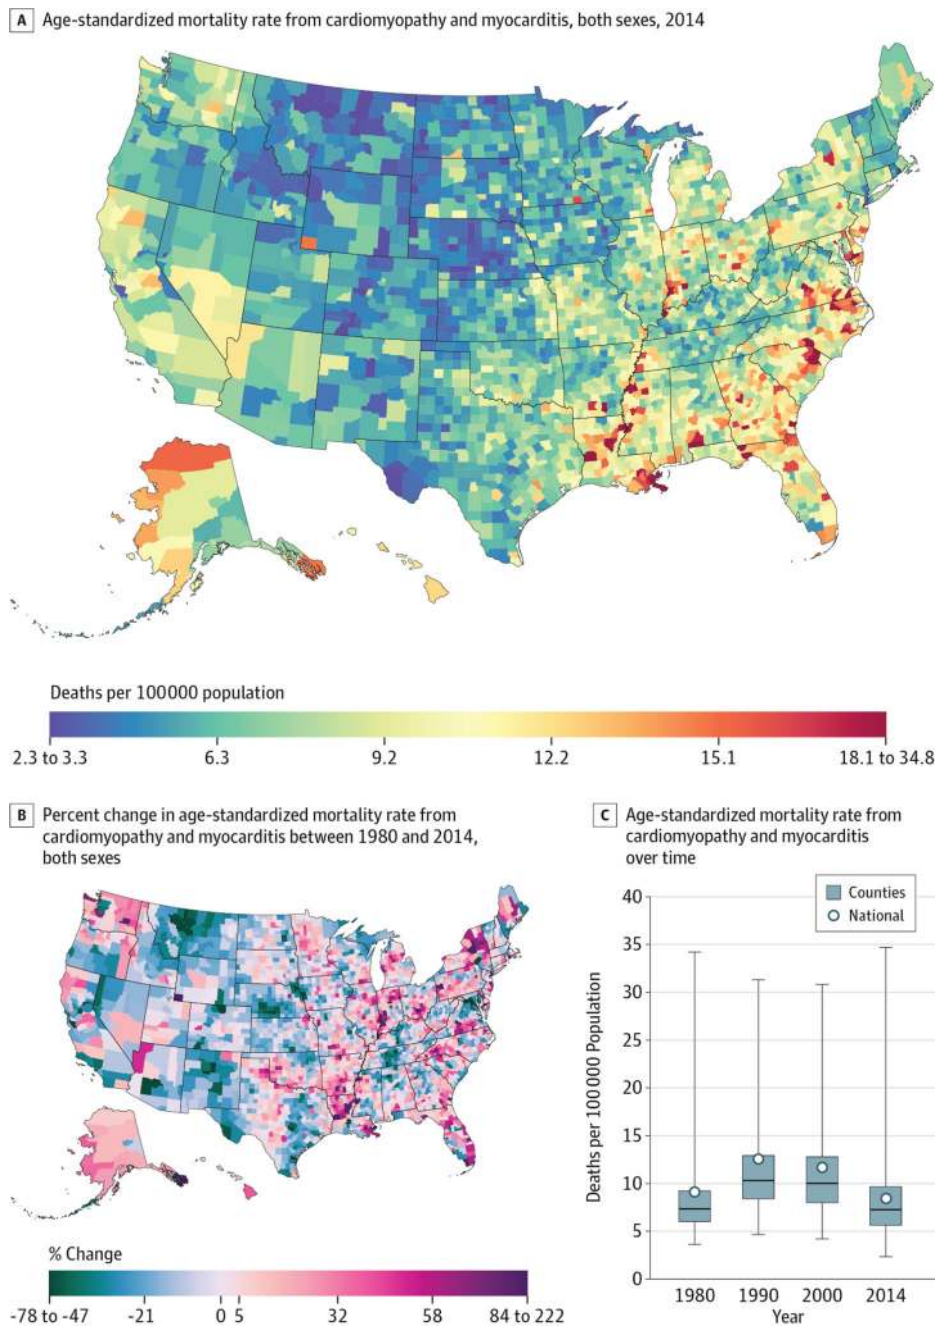 A Age-standardized mortality rate from cardiomyopathy and myocarditis, both sexes, 2014
Deaths per 100 000 population
2.3 to 3.3 6.3 9.2 12.2 15.1 18.1 to 34.8
B Percent change in age-standardized mortality rate from
cardiomyopathy and myocarditis between 1980 and 2014,
both sexes
% Change
-78 to -47 -21 0 5 32 58 84 to 222
C Age-standardized mortality rate from
cardiomyopathy and myocarditis
over time
Counties
National
40
35
30
25
20
15
10
5
0
Deaths per 100 000 Population
1980 1990 2000 2014
Year